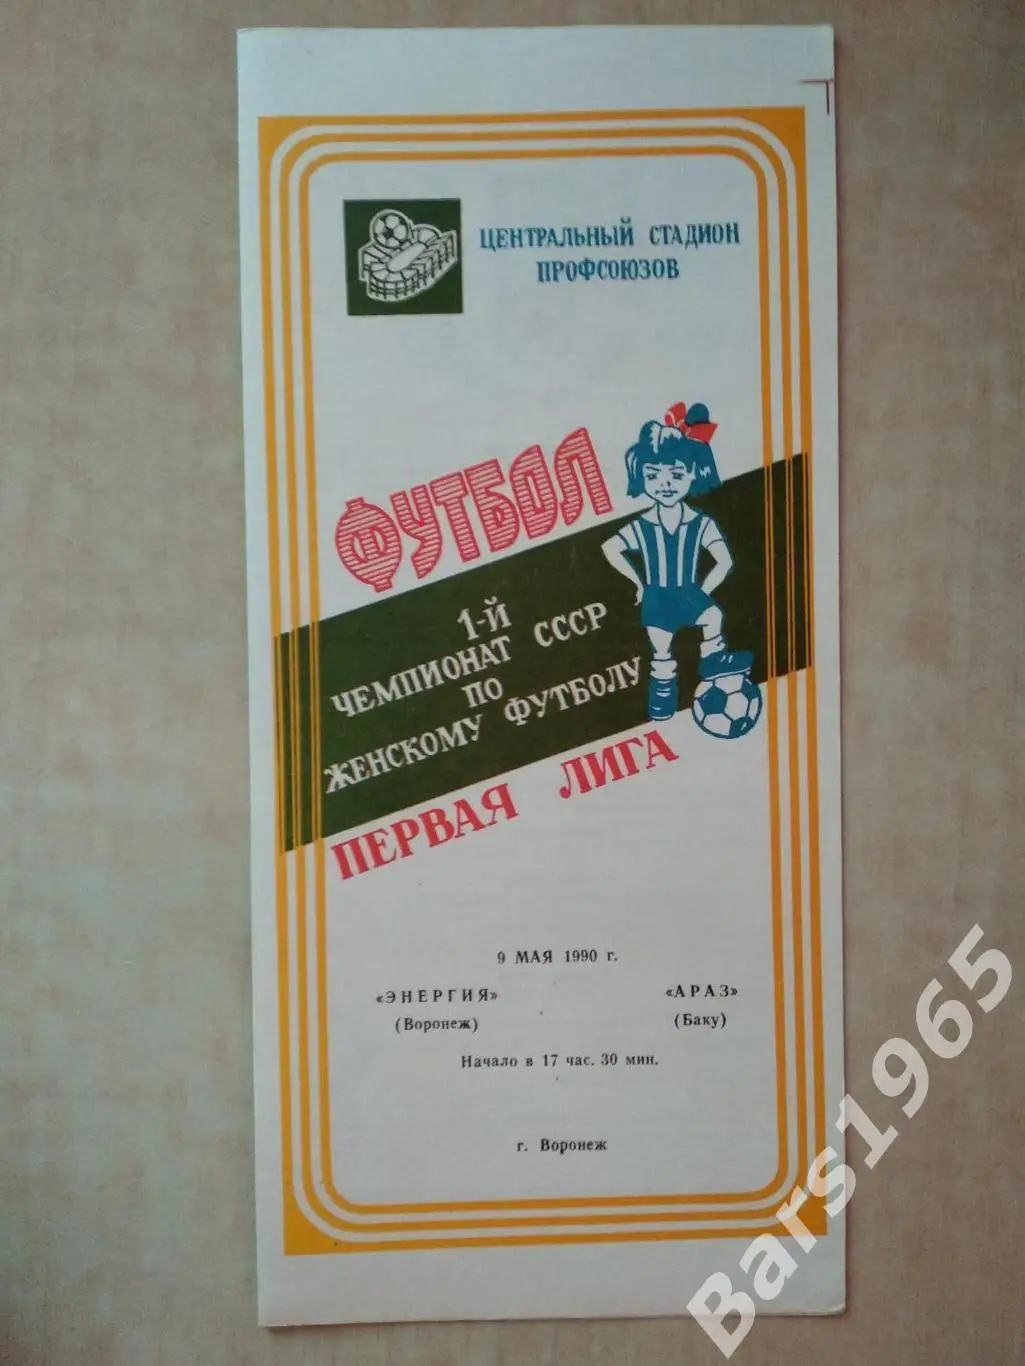 ЦЕНТРАЛЬНЫЙ СТАДИОН
ПРОФСОЮЗОВ
ФУТБОЛ
1-Й
ЧЕМПИОНАТ СССР
ПО
ЖЕНСКОМУ ФУТБОЛУ
ПЕРВАЯ ЛИГА
9 МАЯ 1990 г.
«ЭНЕРГИЯ» «АРАЗ»
(Воронеж) (Баку)
Начало в 17 час. 30 мин.
г. Воронеж
Bars1965